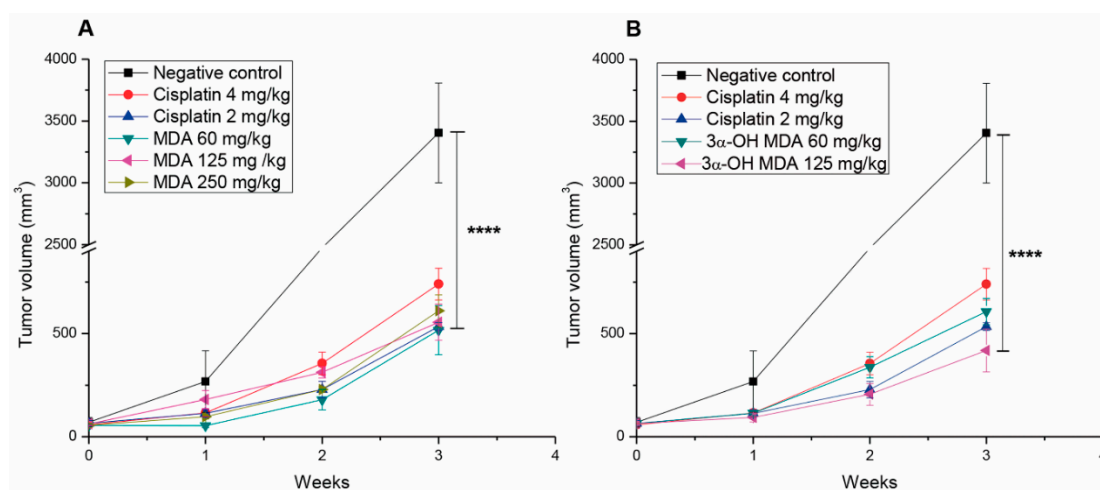 A
Negative control
Cisplatin 4 mg/kg
Cisplatin 2 mg/kg
MDA 60 mg/kg
MDA 125 mg /kg
MDA 250 mg/kg
Tumor volume (mm³)
4000
3500
3000
2500
500
0
****
0 1 2 3 4
Weeks
B
Negative control
Cisplatin 4 mg/kg
Cisplatin 2 mg/kg
3α-OH MDA 60 mg/kg
3α-OH MDA 125 mg/kg
Tumor volume (mm³)
4000
3500
3000
2500
500
0
****
0 1 2 3 4
Weeks